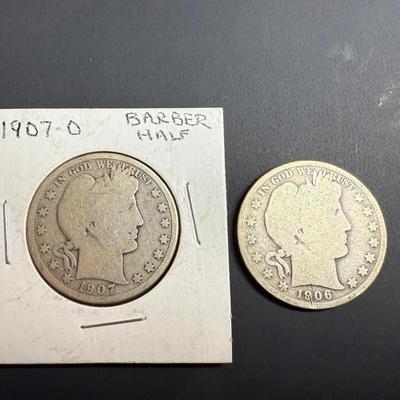 1907-O BARBER
HALF
IN GOD WE TRUST
1907
IN GOD WE TRUST
1906